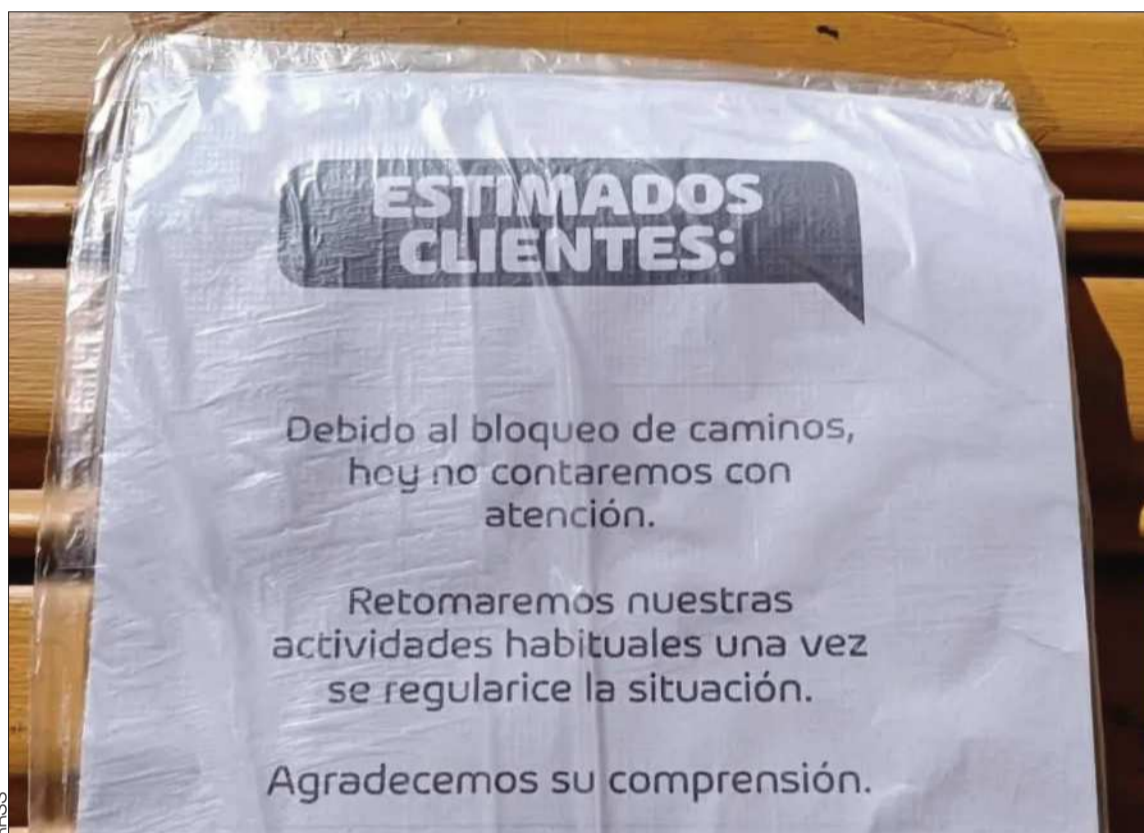 ESTIMADOS
CLIENTES:
Debido al bloqueo de caminos,
hoy no contaremos con
atención.
Retomaremos nuestras
actividades habituales una vez
se regularice la situación.
Agradecemos su comprensión.